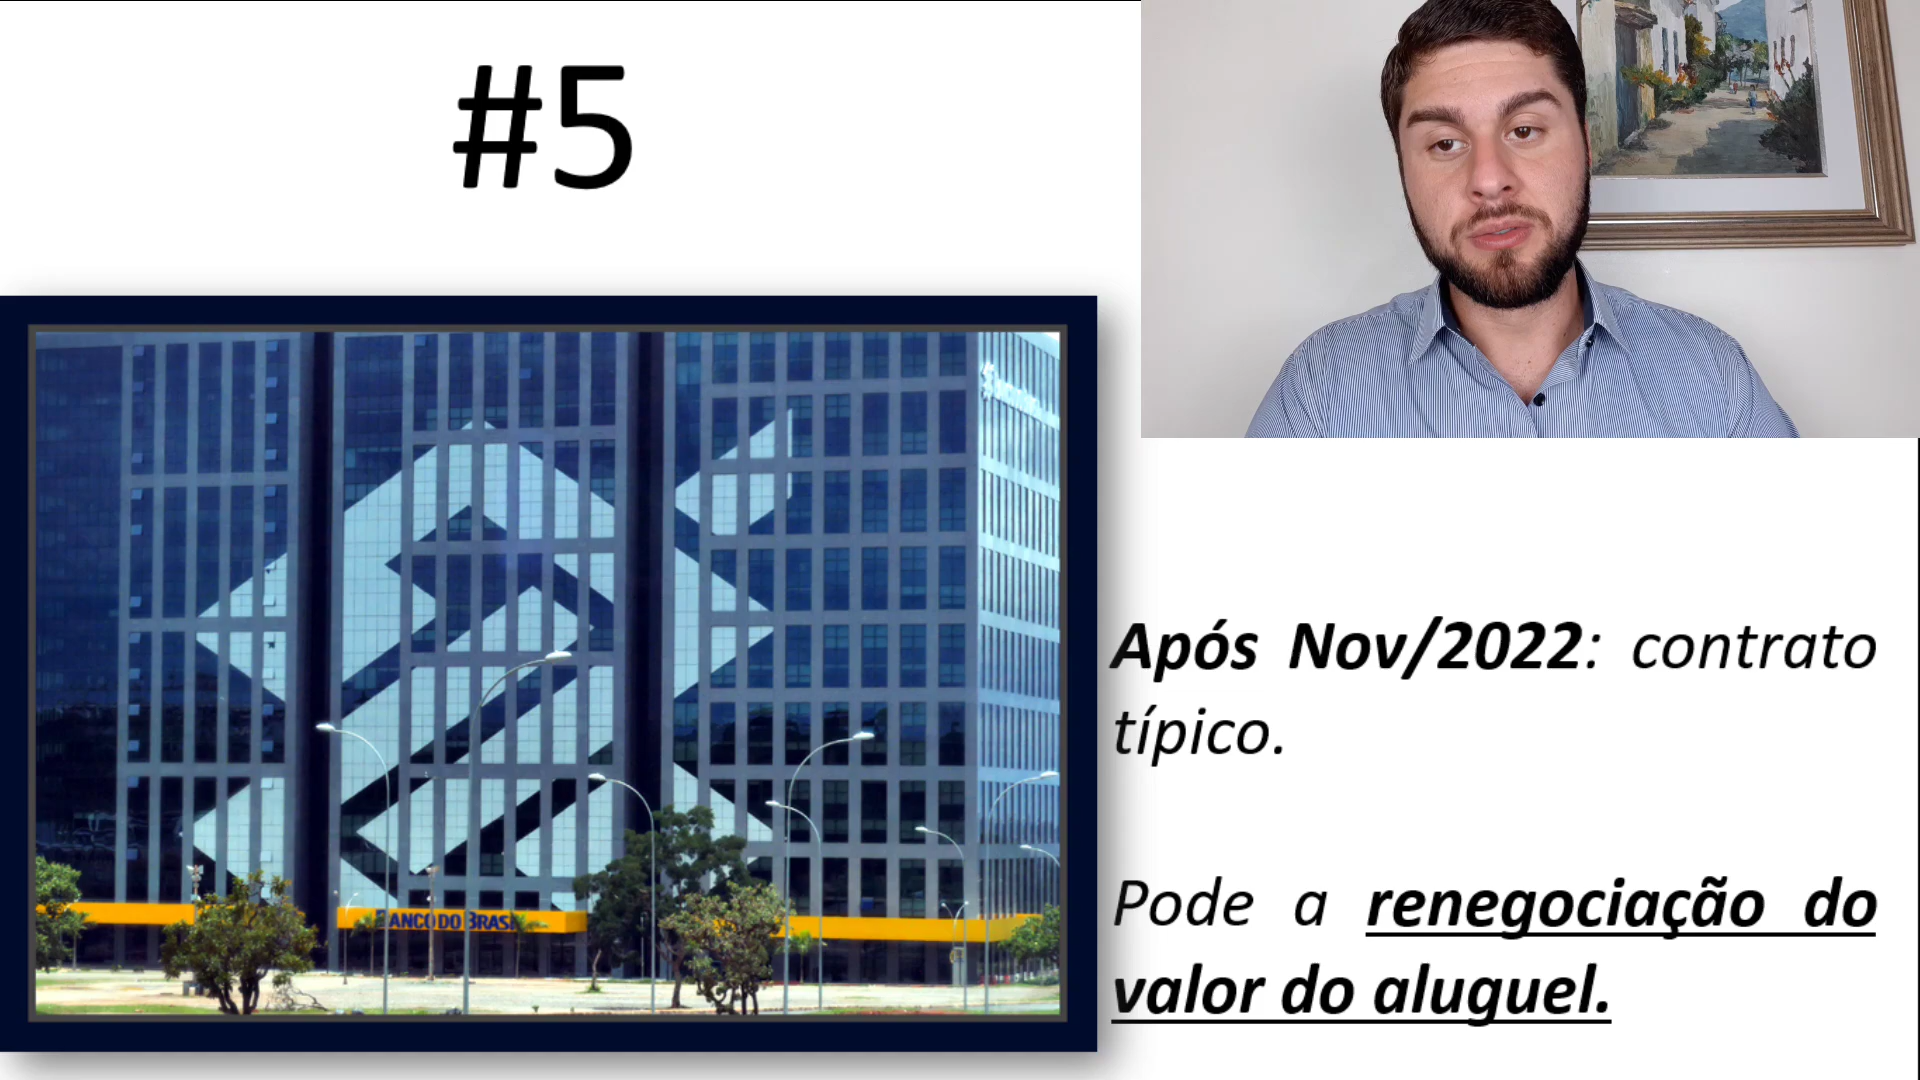 #5
BANCO DO BRASIL
Após Nov/2022: contrato
típico.
Pode a renegociação do
valor do aluguel.